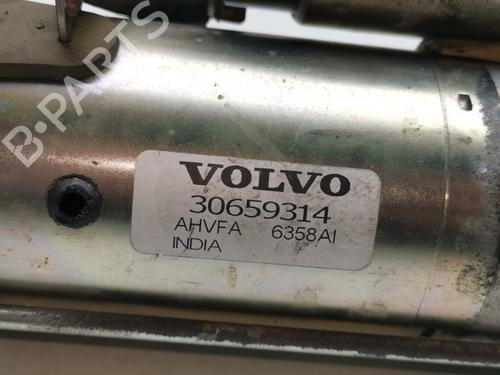 B-PARTS
VOLVO
30659314
AHVFA 6358AI
INDIA